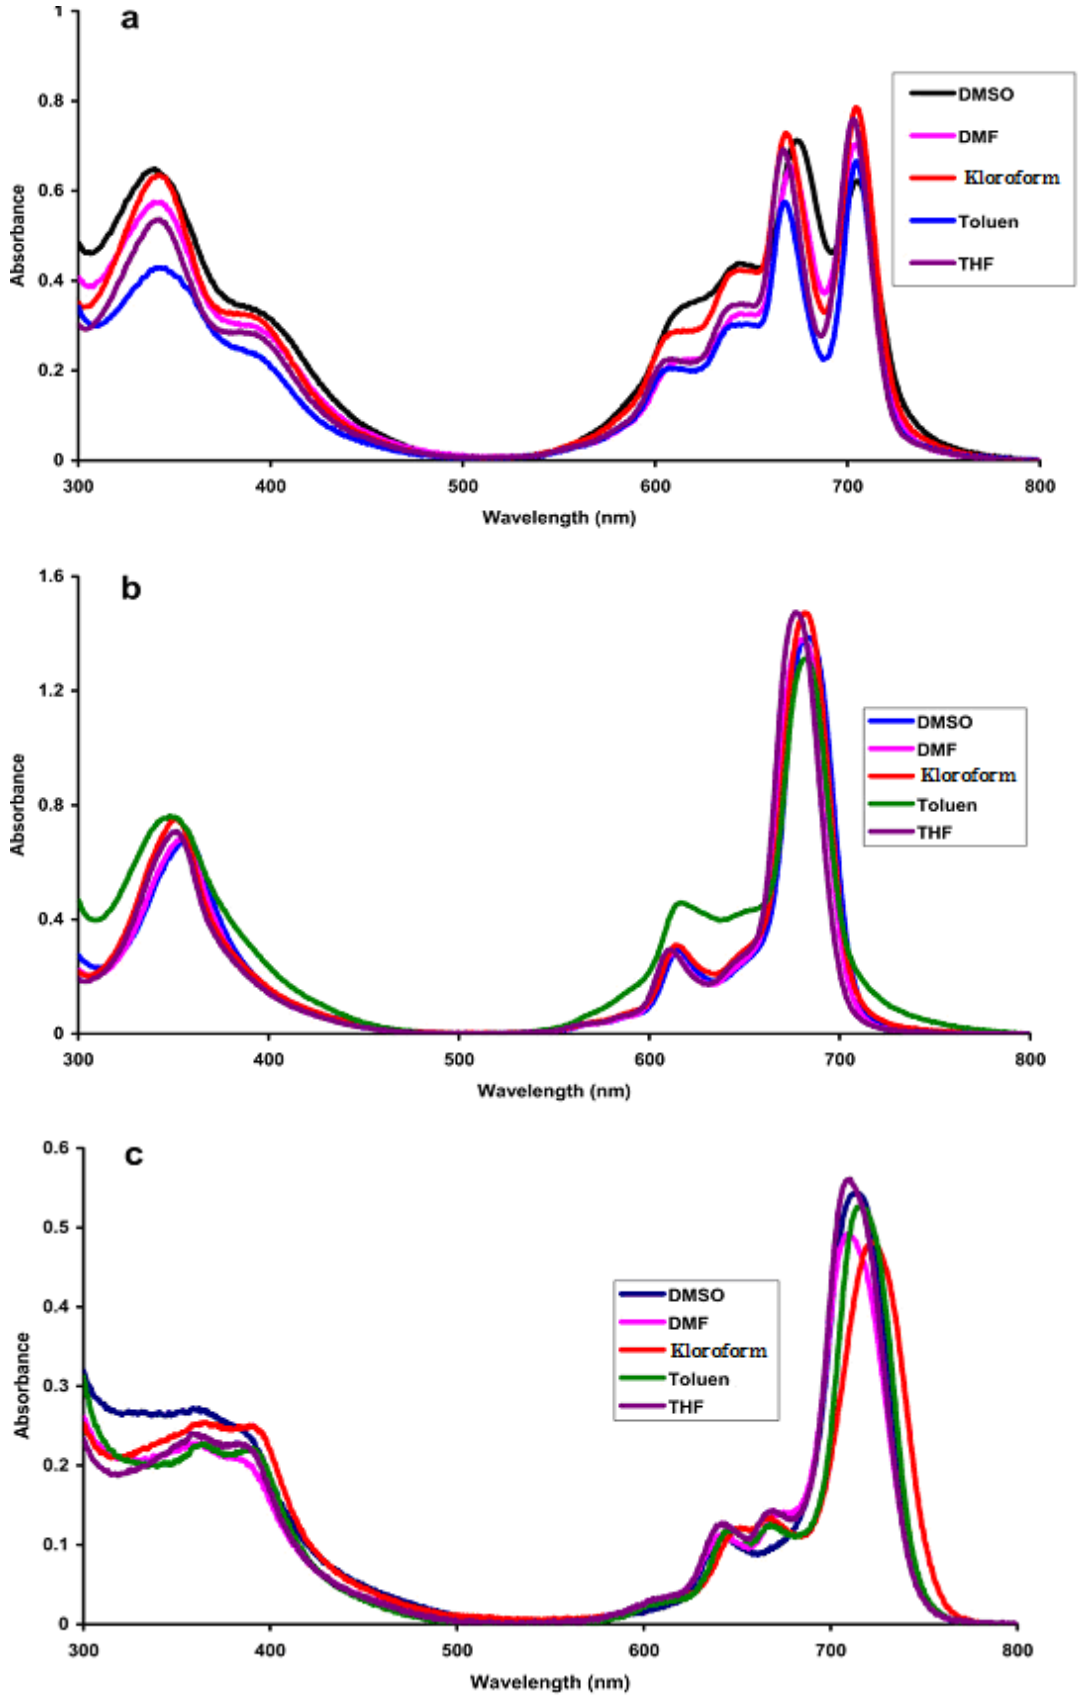 a
1
0.8
0.6
0.4
0.2
0
Absorbance
300 400 500 600 700 800
Wavelength (nm)
DMSO
DMF
Kloroform
Toluen
THF
b
1.6
1.2
0.8
0.4
0
Absorbance
300 400 500 600 700 800
Wavelength (nm)
DMSO
DMF
Kloroform
Toluen
THF
c
0.6
0.5
0.4
0.3
0.2
0.1
0
Absorbance
300 400 500 600 700 800
Wavelength (nm)
DMSO
DMF
Kloroform
Toluen
THF